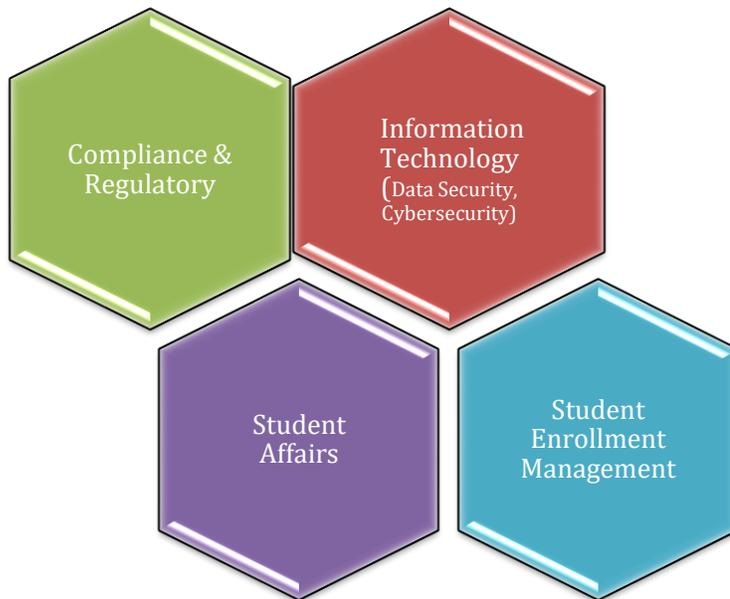 Compliance &
Regulatory
Information
Technology
(Data Security,
Cybersecurity)
Student
Affairs
Student
Enrollment
Management